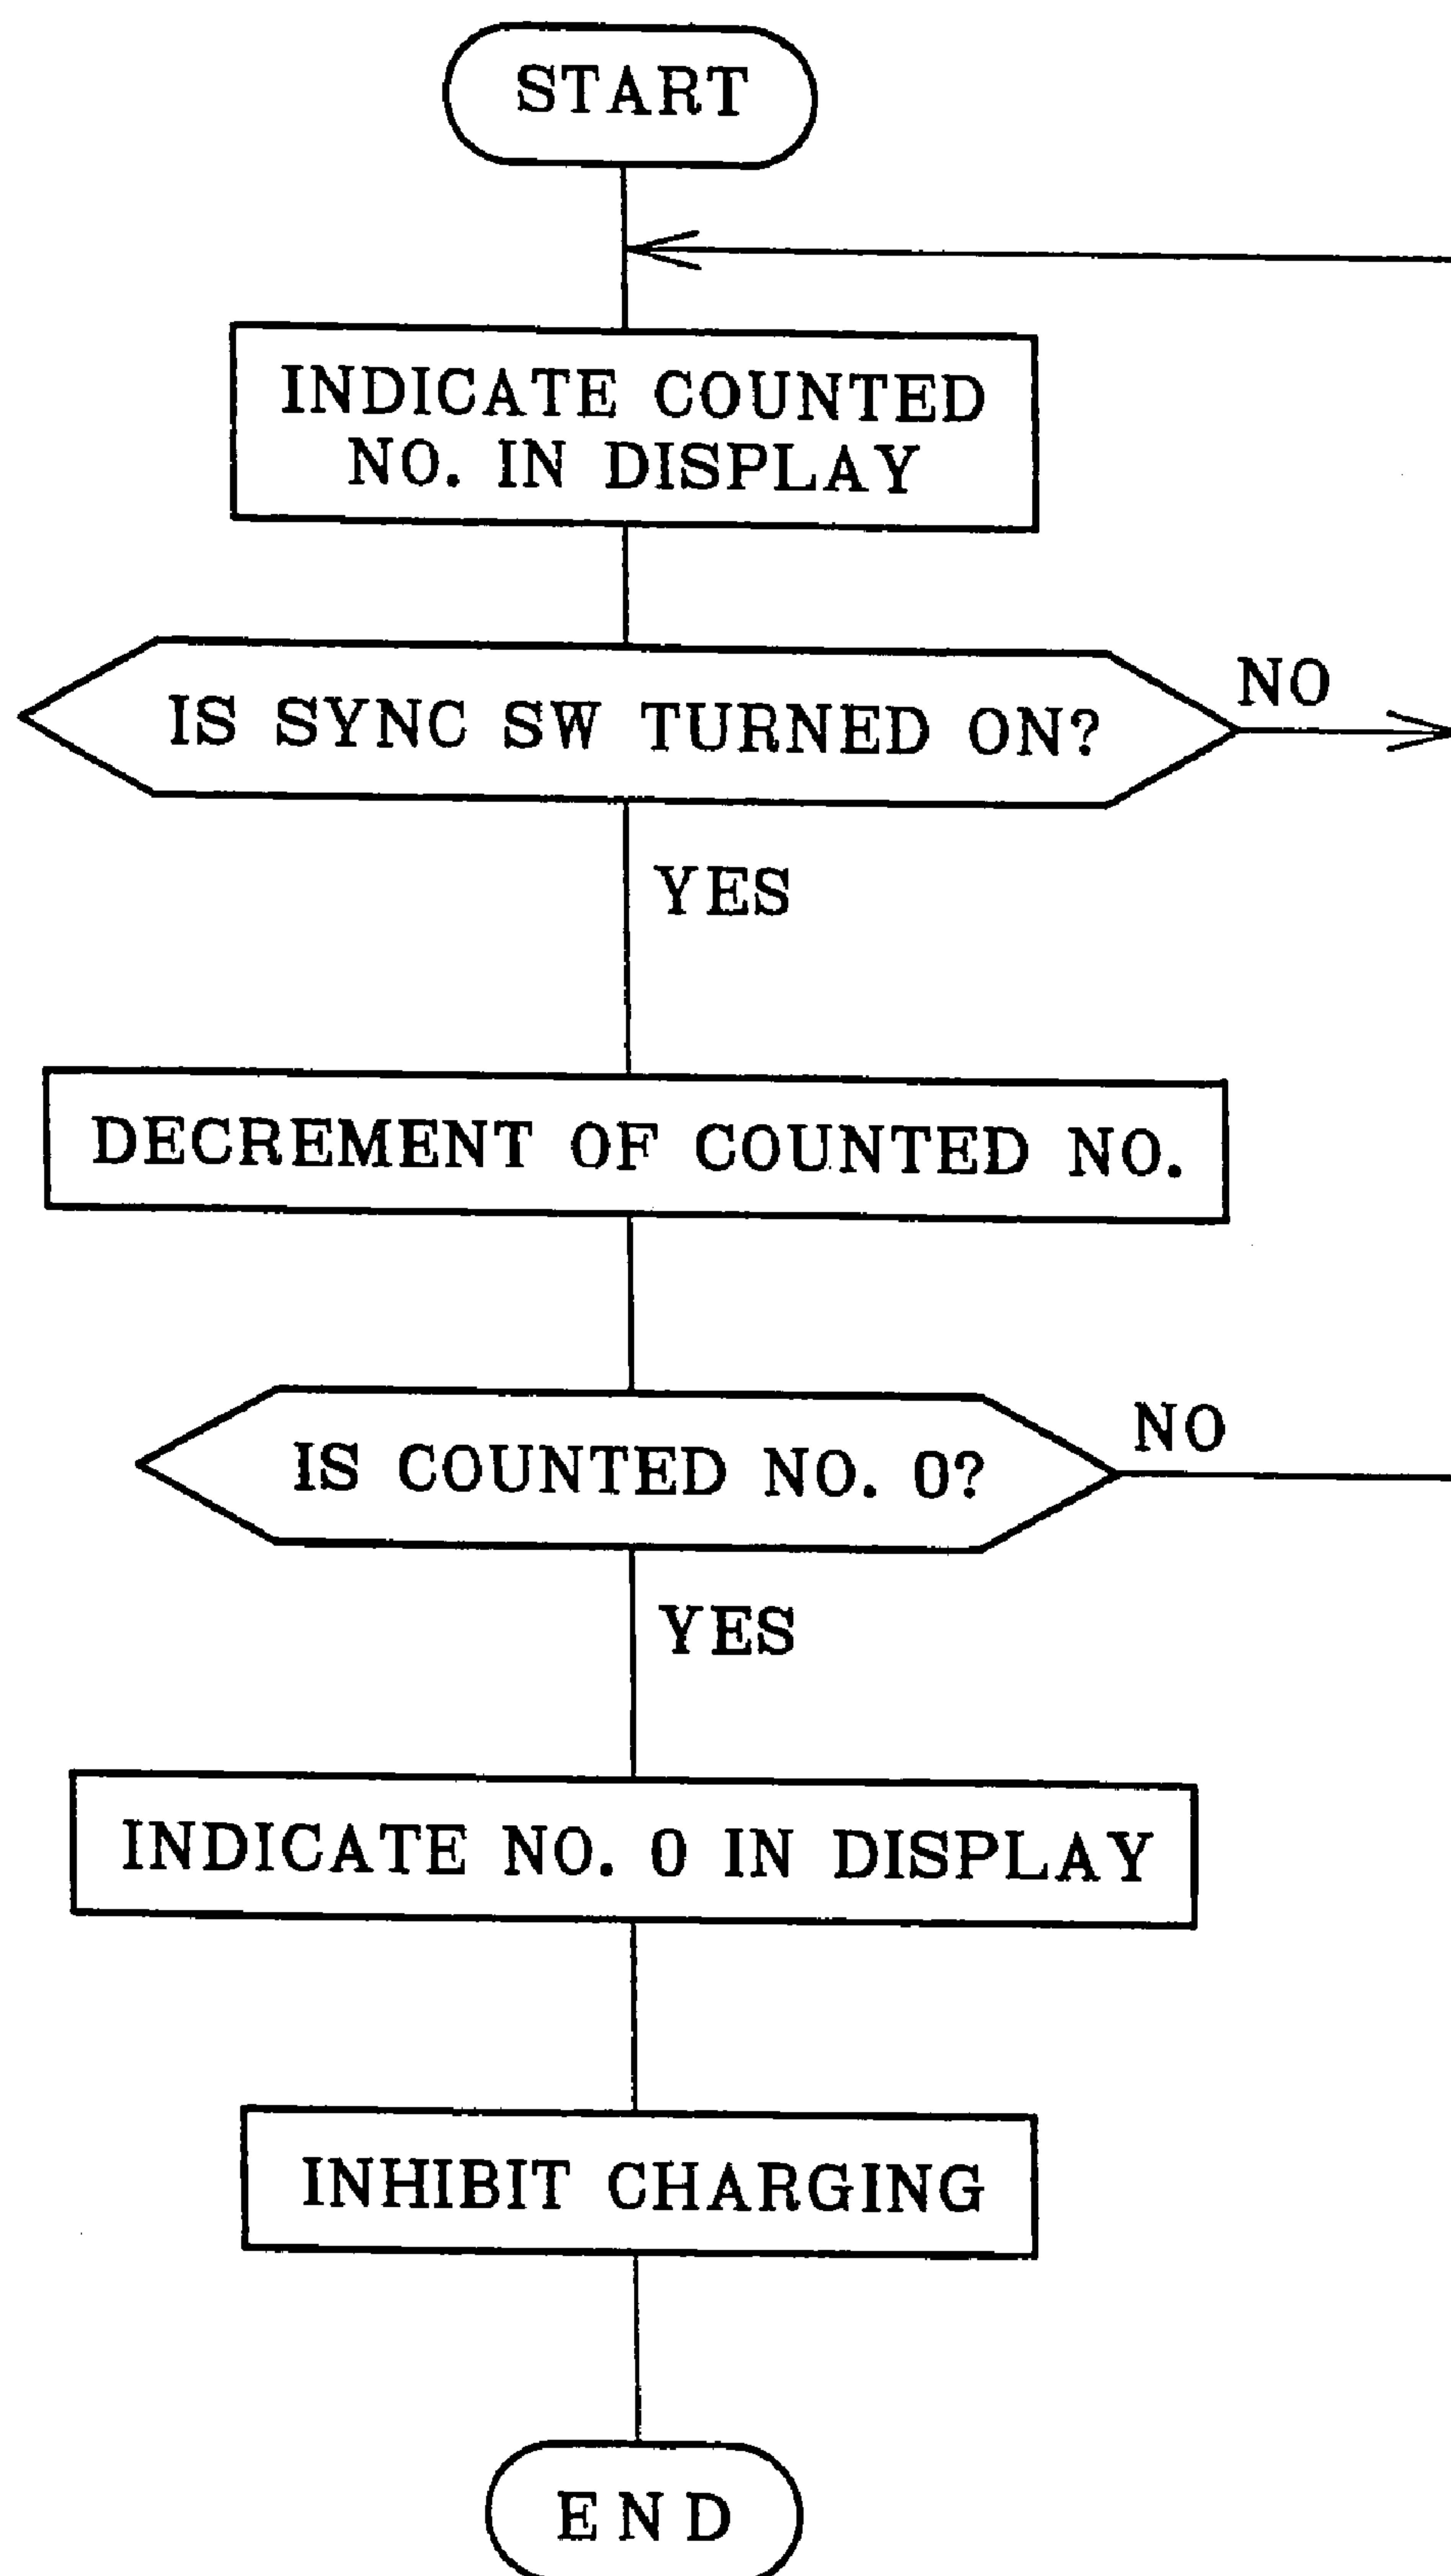 START
INDICATE COUNTED
NO. IN DISPLAY
IS SYNC SW TURNED ON?
NO
YES
DECREMENT OF COUNTED NO.
IS COUNTED NO. 0?
NO
YES
INDICATE NO. 0 IN DISPLAY
INHIBIT CHARGING
END